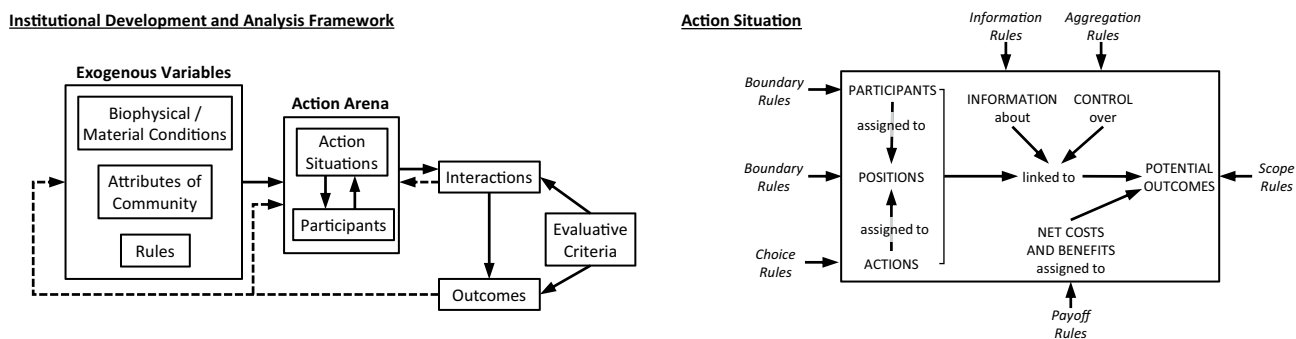 Institutional Development and Analysis Framework
Exogenous Variables
Biophysical /
Material Conditions
Attributes of
Community
Rules
Action Arena
Action
Situations
Participants
Interactions
Outcomes
Evaluative
Criteria
Action Situation
Information
Rules
Aggregation
Rules
Boundary
Rules
PARTICIPANTS
assigned to
Boundary
Rules
POSITIONS
assigned to
Choice
Rules
ACTIONS
INFORMATION
about
CONTROL
over
linked to
POTENTIAL
OUTCOMES
Scope
Rules
NET COSTS
AND BENEFITS
assigned to
Payoff
Rules